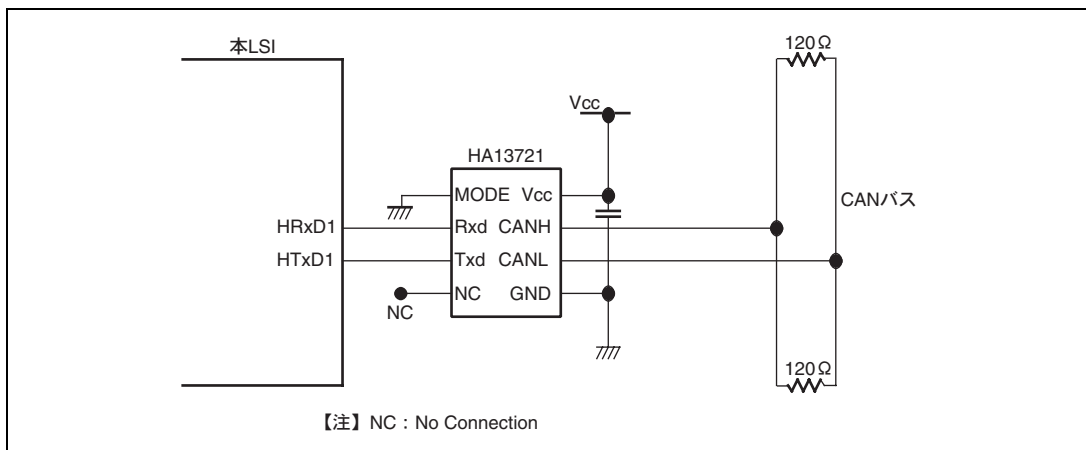 本LSI
120Ω
Vcc
HA13721
MODE Vcc
CANバス
HRxD1
Rxd CANH
HTxD1
Txd CANL
NC GND
NC
120Ω
【注】NC：No Connection